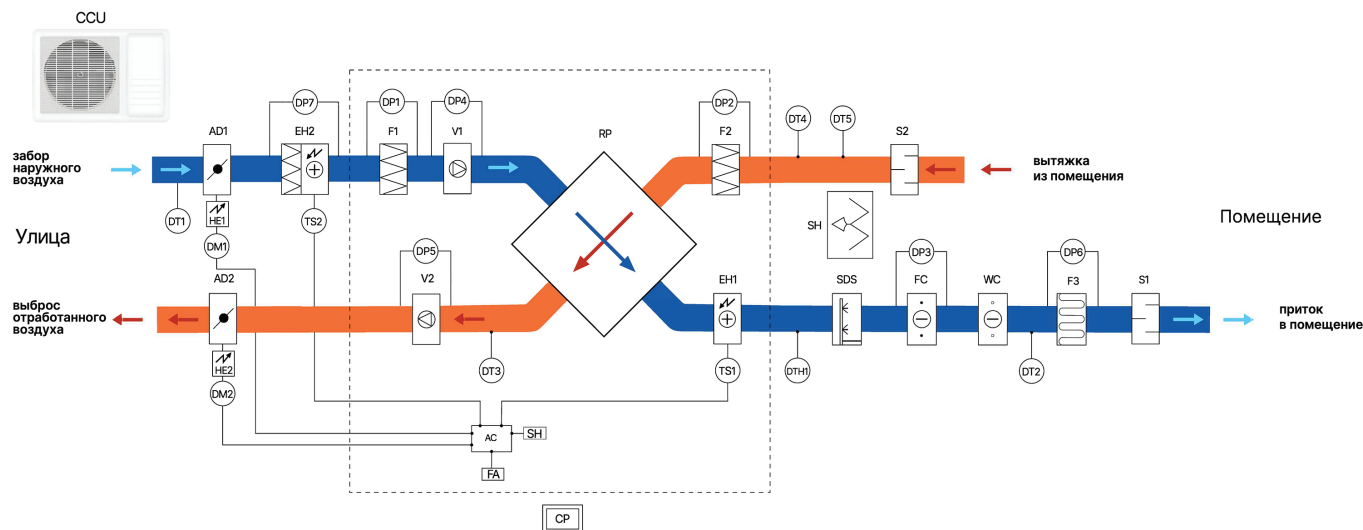 CCU
DP7
DP1
DP4
DP2
DT4
DT5
AD1
EH2
F1
V1
RP
F2
S2
забор
наружного
воздуха
вытяжка
из помещения
DT1
HE1
TS2
DM1
SH
Помещение
Улица
DP5
DP3
DP6
AD2
V2
EH1
SDS
FC
WC
F3
S1
выброс
отработанного
воздуха
приток
в помещение
HE2
DM2
DT3
TS1
DTH1
DT2
AC
SH
FA
CP